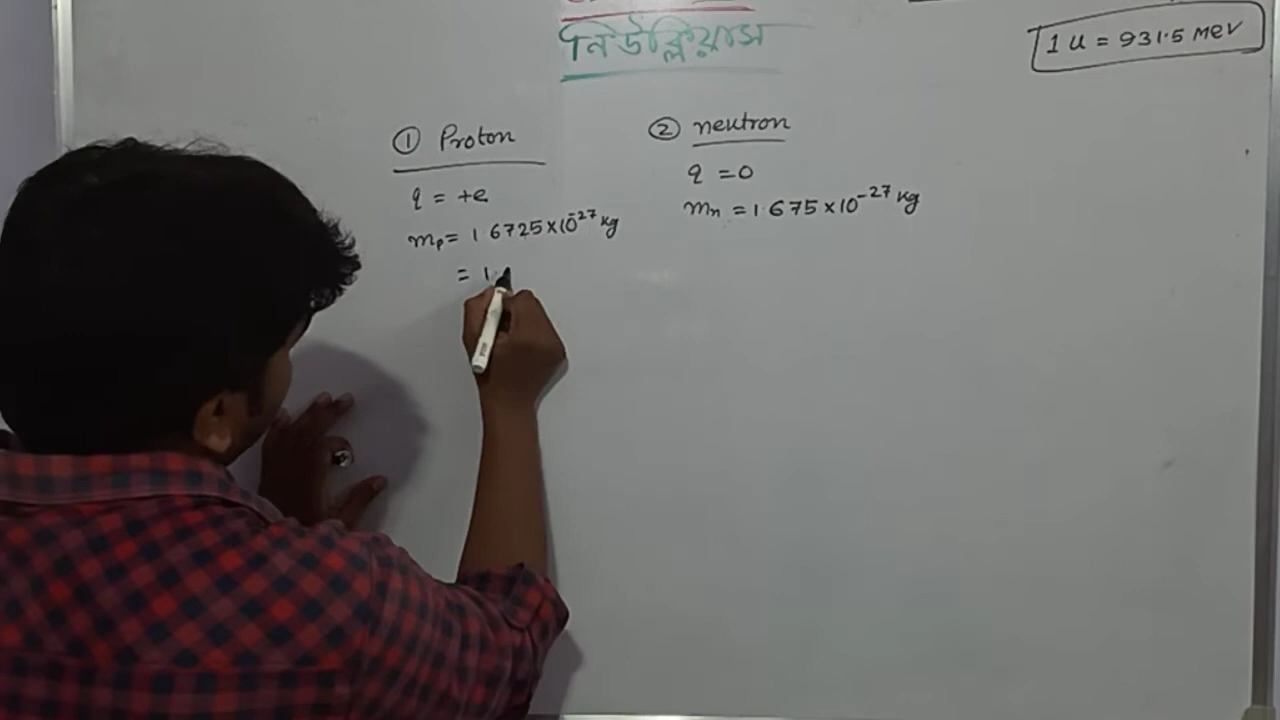 নিউক্লিয়াস
1 u = 931.5 MeV
① Proton
q = +e
mₚ = 1.6725×10⁻²⁷ kg
= 1.
② neutron
q = 0
mₙ = 1.675×10⁻²⁷ kg